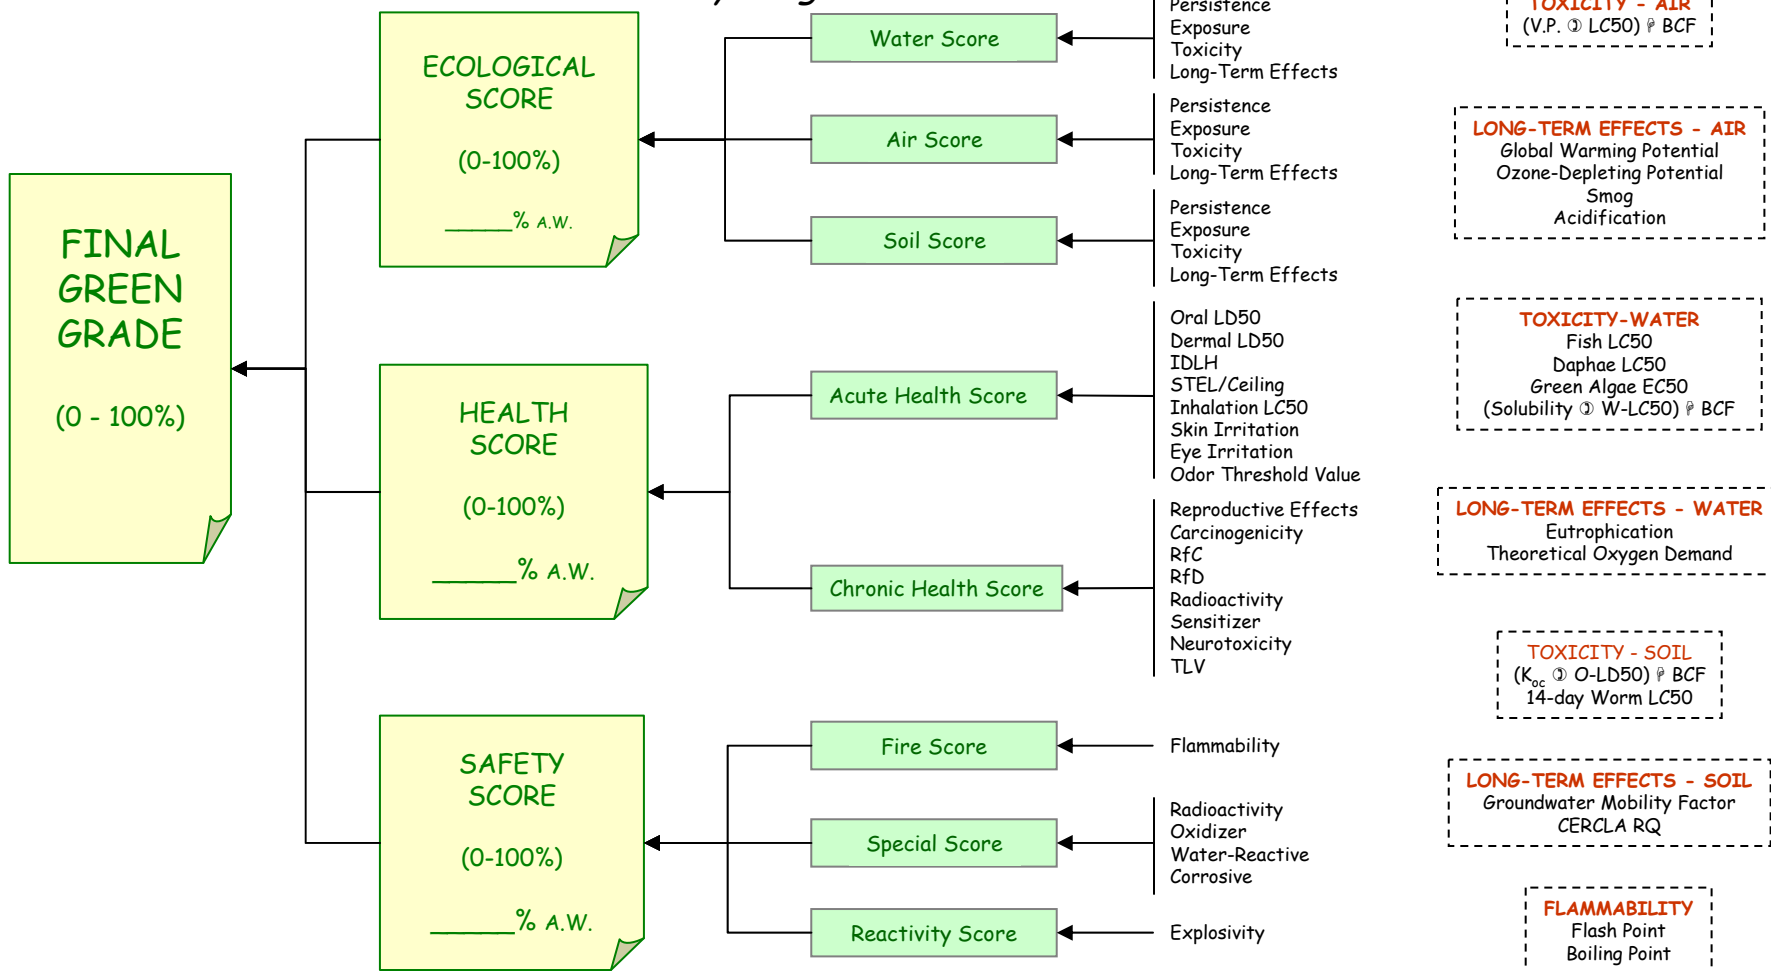 FINAL
GREEN
GRADE
(0 - 100%)
ECOLOGICAL
SCORE
(0-100%)
_____% A.W.
HEALTH
SCORE
(0-100%)
_____% A.W.
SAFETY
SCORE
(0-100%)
_____% A.W.
Water Score
Air Score
Soil Score
Acute Health Score
Chronic Health Score
Fire Score
Special Score
Reactivity Score
Persistence
Exposure
Toxicity
Long-Term Effects
Persistence
Exposure
Toxicity
Long-Term Effects
Persistence
Exposure
Toxicity
Long-Term Effects
Oral LD50
Dermal LD50
IDLH
STEL/Ceiling
Inhalation LC50
Skin Irritation
Eye Irritation
Odor Threshold Value
Reproductive Effects
Carcinogenicity
RfC
RfD
Radioactivity
Sensitizer
Neurotoxicity
TLV
Flammability
Radioactivity
Oxidizer
Water-Reactive
Corrosive
Explosivity
TOXICITY - AIR
(V.P. LC50) BCF
LONG-TERM EFFECTS - AIR
Global Warming Potential
Ozone-Depleting Potential
Smog
Acidification
TOXICITY-WATER
Fish LC50
Daphae LC50
Green Algae EC50
(Solubility W-LC50) BCF
LONG-TERM EFFECTS - WATER
Eutrophication
Theoretical Oxygen Demand
TOXICITY - SOIL
(Koc O-LD50) BCF
14-day Worm LC50
LONG-TERM EFFECTS - SOIL
Groundwater Mobility Factor
CERCLA RQ
FLAMMABILITY
Flash Point
Boiling Point